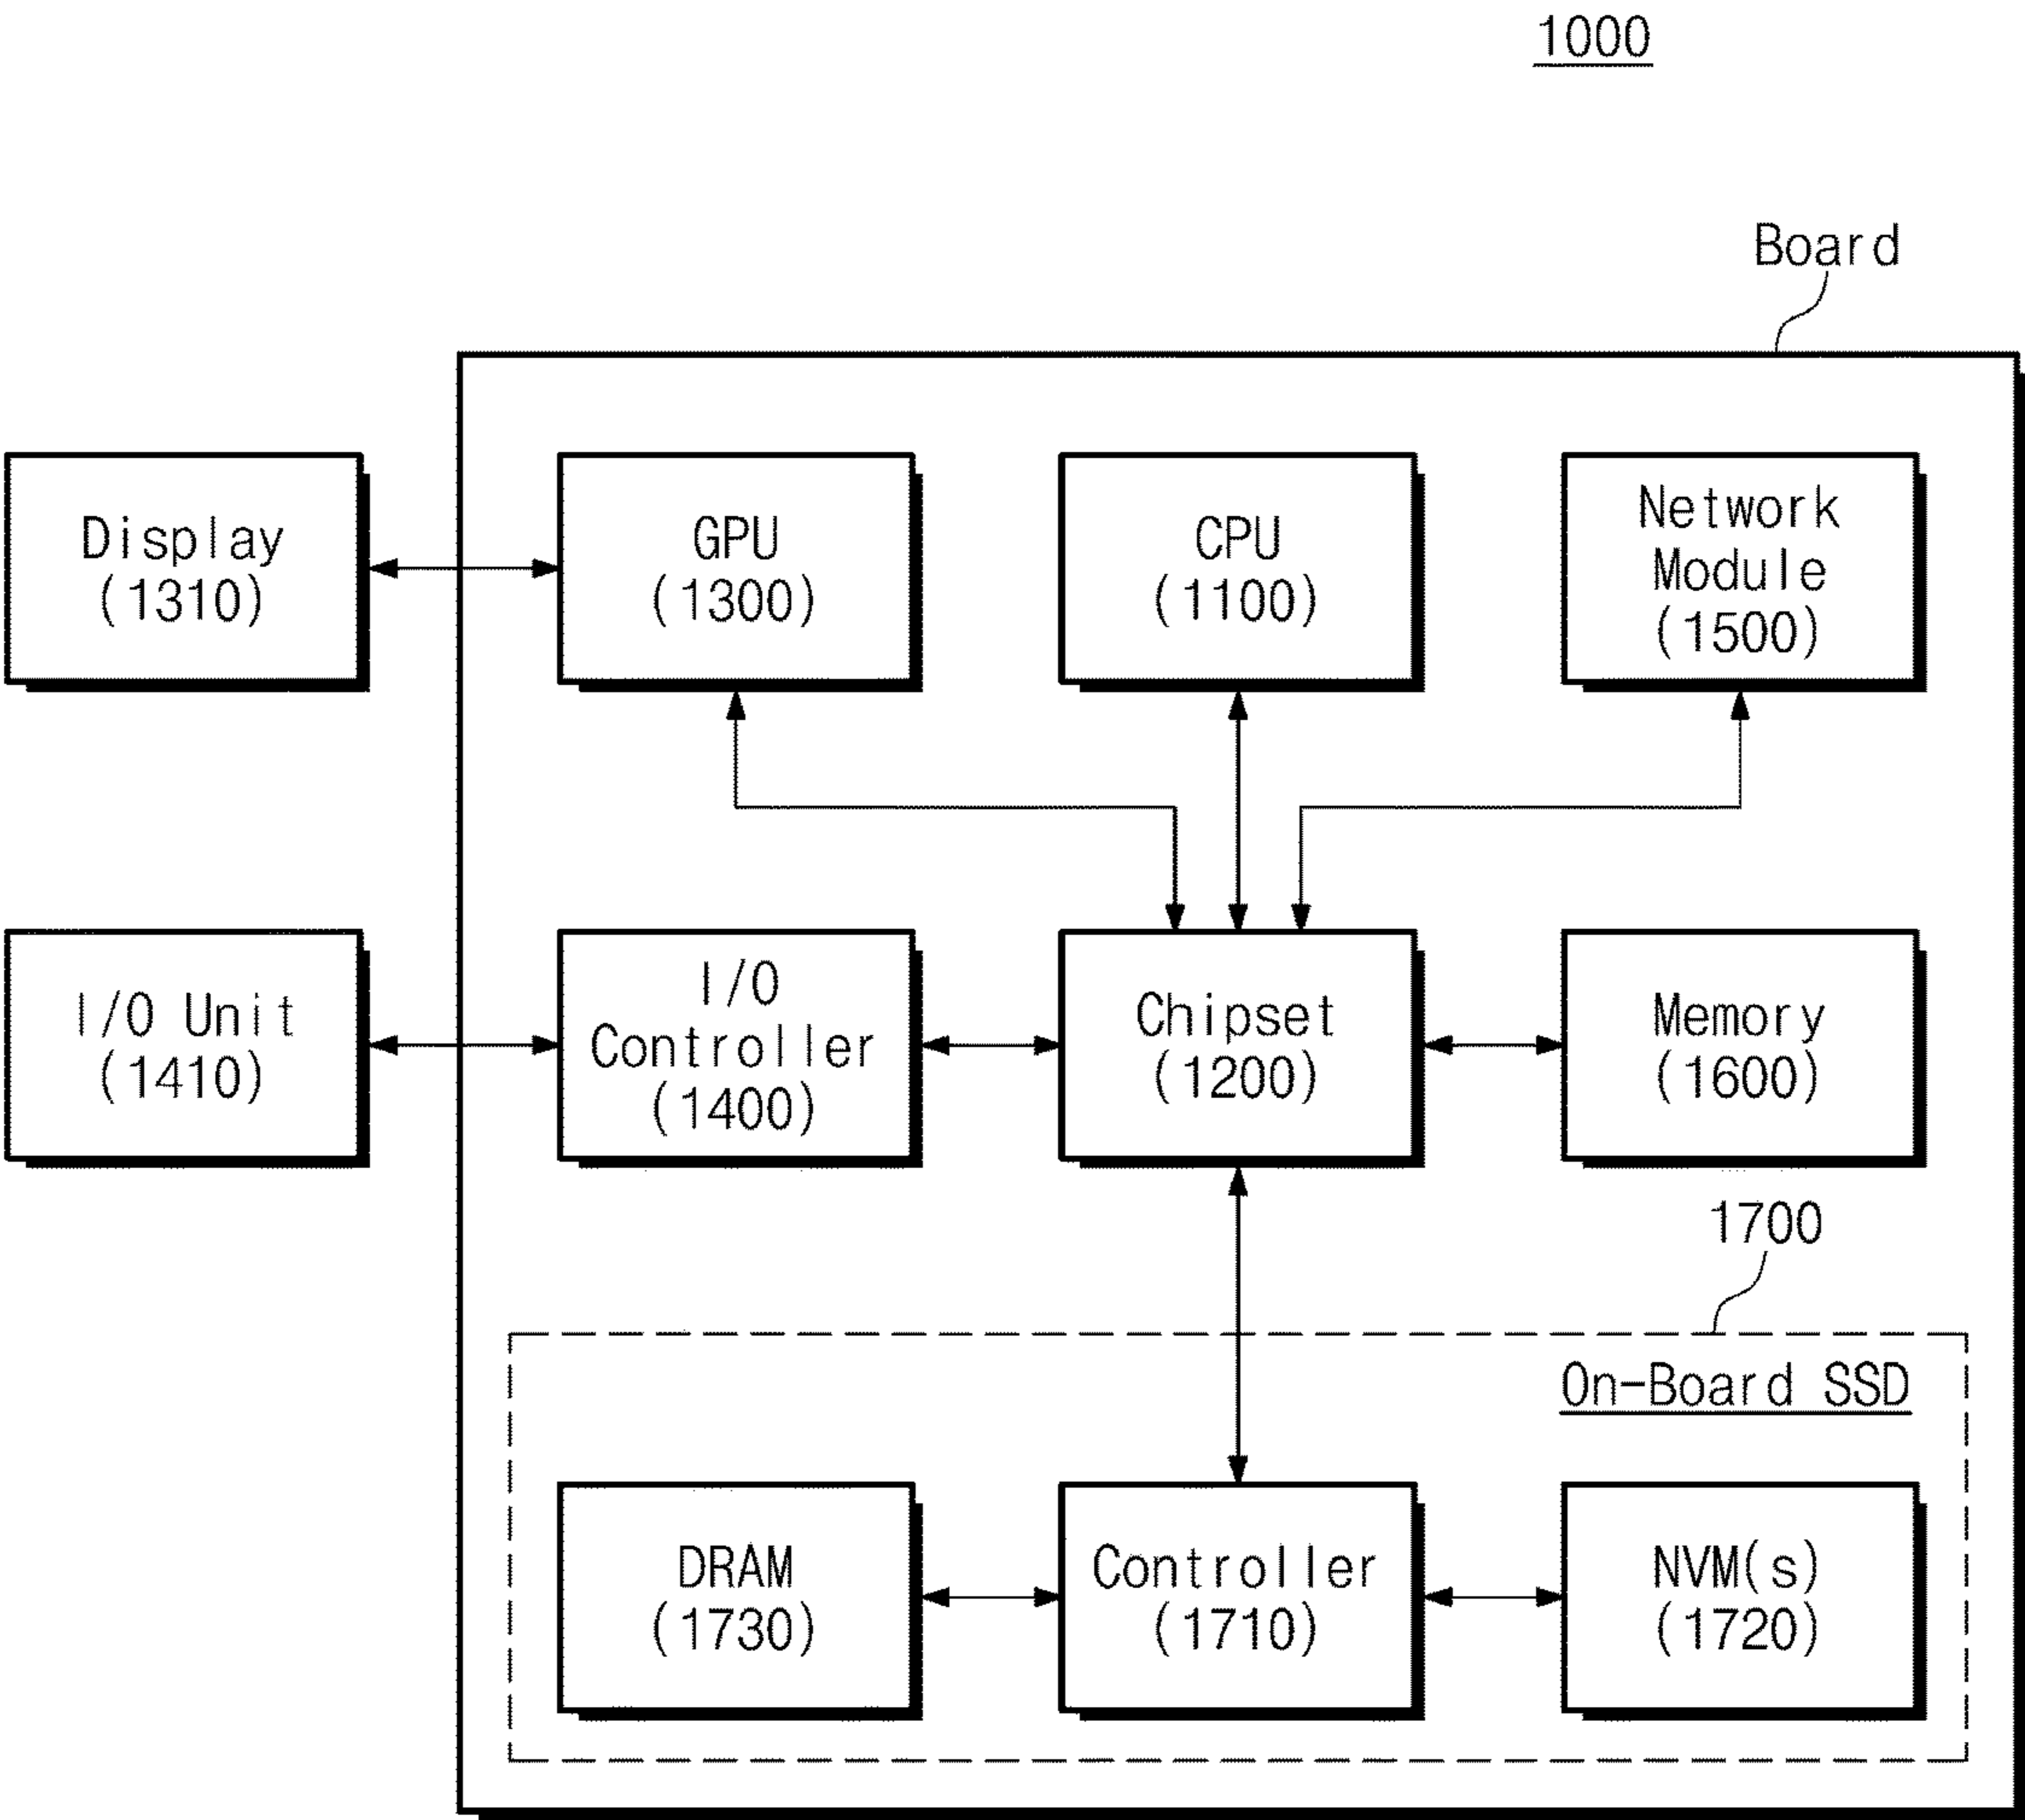 1000
Board
Display
(1310)
GPU
(1300)
CPU
(1100)
Network
Module
(1500)
I/O Unit
(1410)
I/O
Controller
(1400)
Chipset
(1200)
Memory
(1600)
1700
On-Board SSD
DRAM
(1730)
Controller
(1710)
NVM(s)
(1720)